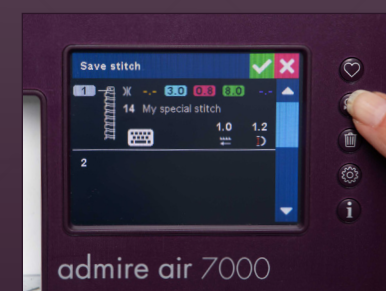 Save stitch
1 Ж -.- 3.0 0.8 8.0 -.-
14 My special stitch
1.0 1.2
2
i
admire air 7000